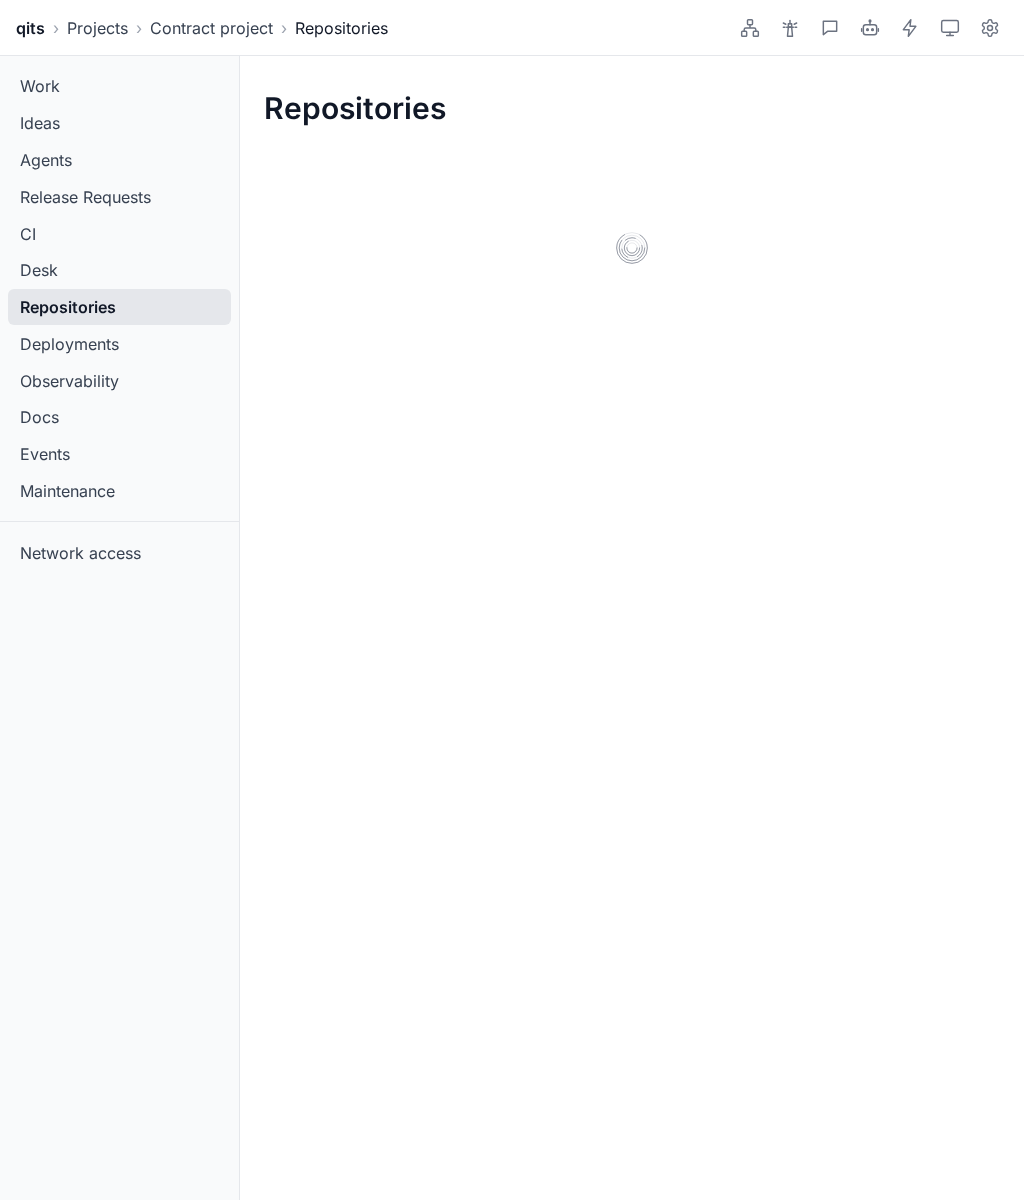 qits › Projects › Contract project › Repositories
Work
Ideas
Agents
Release Requests
CI
Desk
Repositories
Deployments
Observability
Docs
Events
Maintenance
Network access
Repositories